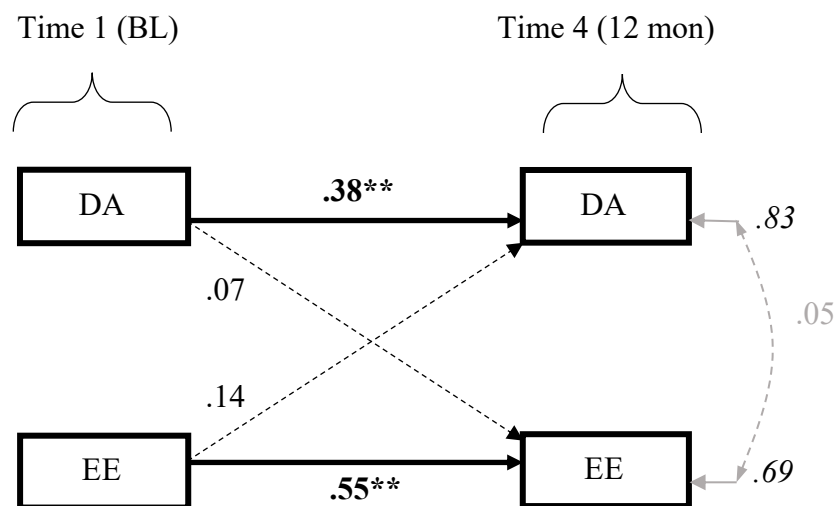 Time 1 (BL)
Time 4 (12 mon)
DA
.38**
DA
.83
.07
.05
.14
EE
.55**
EE
.69